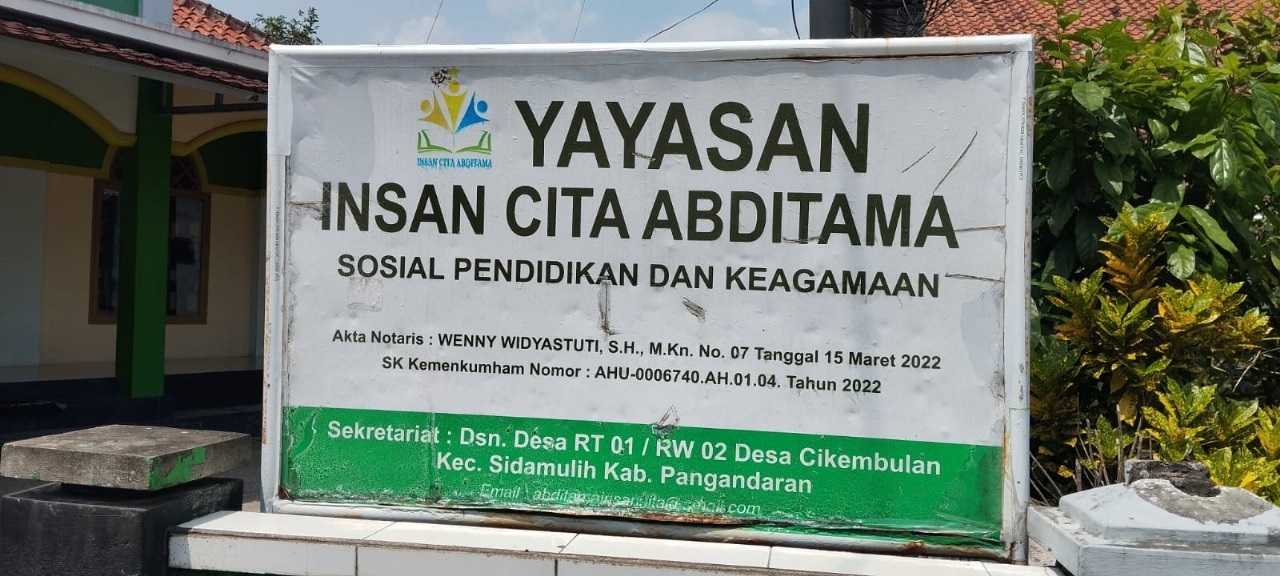 INSAN CITA ABDITAMA
YAYASAN
INSAN CITA ABDITAMA
SOSIAL PENDIDIKAN DAN KEAGAMAAN
Akta Notaris : WENNY WIDYASTUTI, S.H., M.Kn. No. 07 Tanggal 15 Maret 2022
SK Kemenkumham Nomor : AHU-0006740.AH.01.04. Tahun 2022
Sekretariat : Dsn. Desa RT 01 / RW 02 Desa Cikembulan
Kec. Sidamulih Kab. Pangandaran
Email :